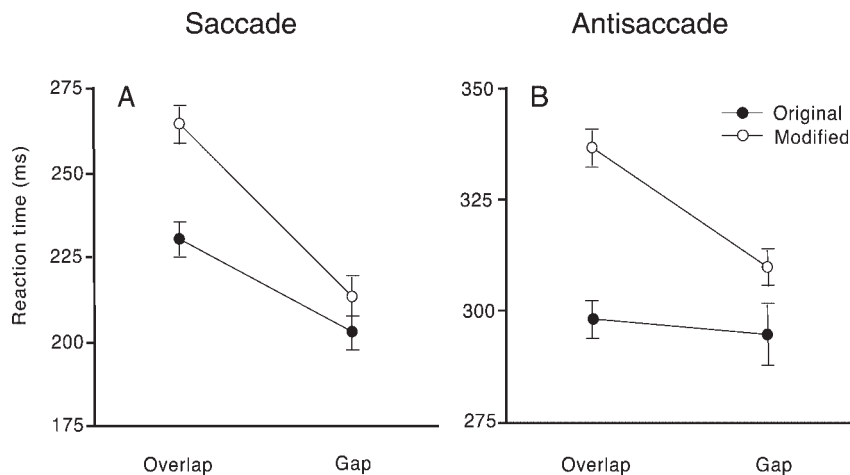 Saccade
Antisaccade
Reaction time (ms)
A
275
250
225
200
175
Overlap
Gap
B
350
325
300
275
Original
Modified
Overlap
Gap